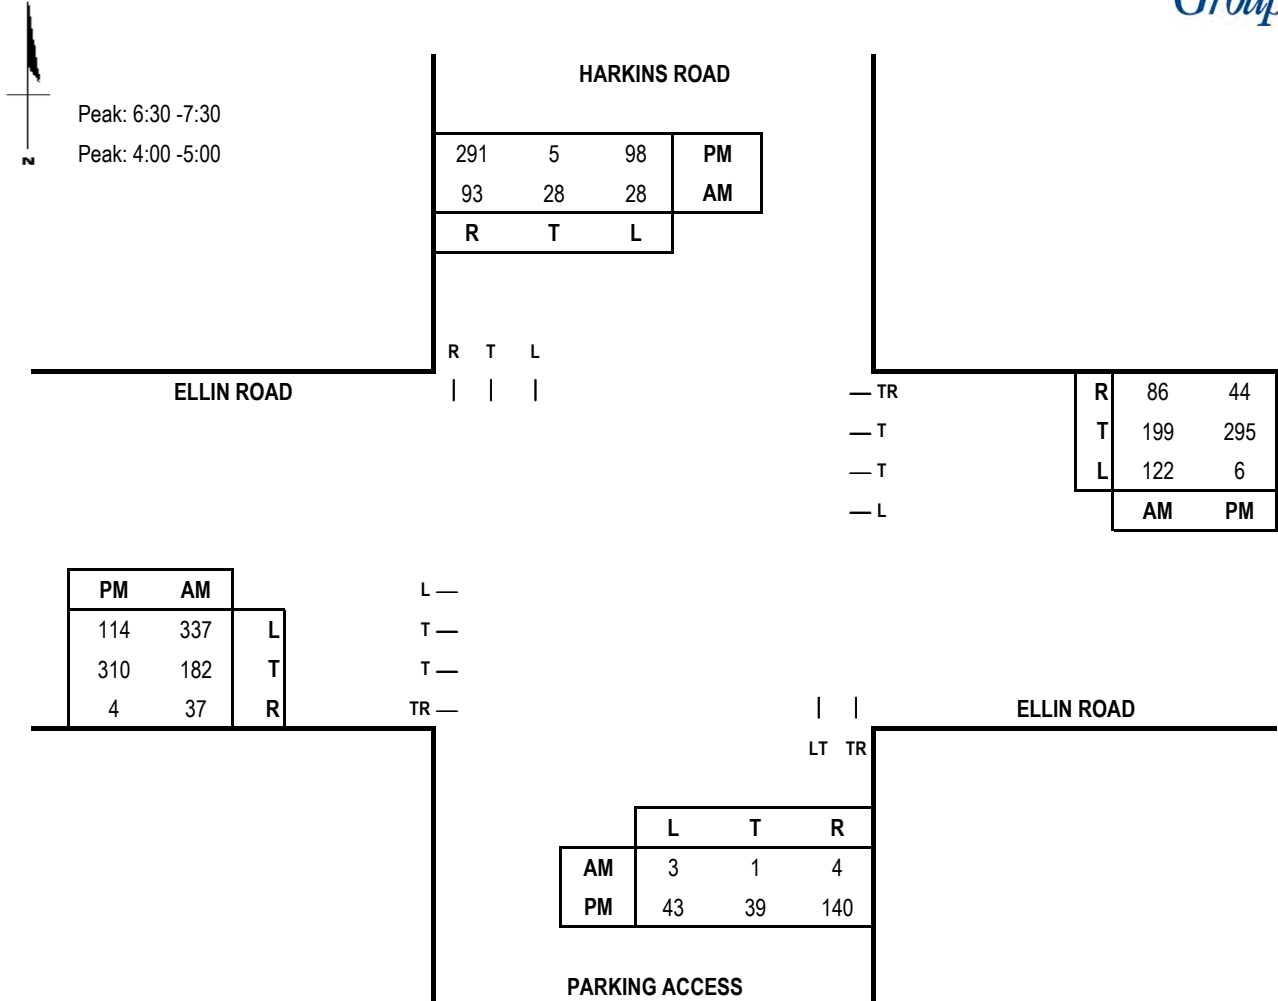 Group
HARKINS ROAD
Peak: 6:30 -7:30
Peak: 4:00 -5:00
N
291 5 98 PM
93 28 28 AM
R T L
R T L
ELLIN ROAD
TR
T
T
L
R 86 44
T 199 295
L 122 6
AM PM
PM AM
114 337 L
310 182 T
4 37 R
L
T
T
TR
ELLIN ROAD
LT TR
L T R
AM 3 1 4
PM 43 39 140
PARKING ACCESS